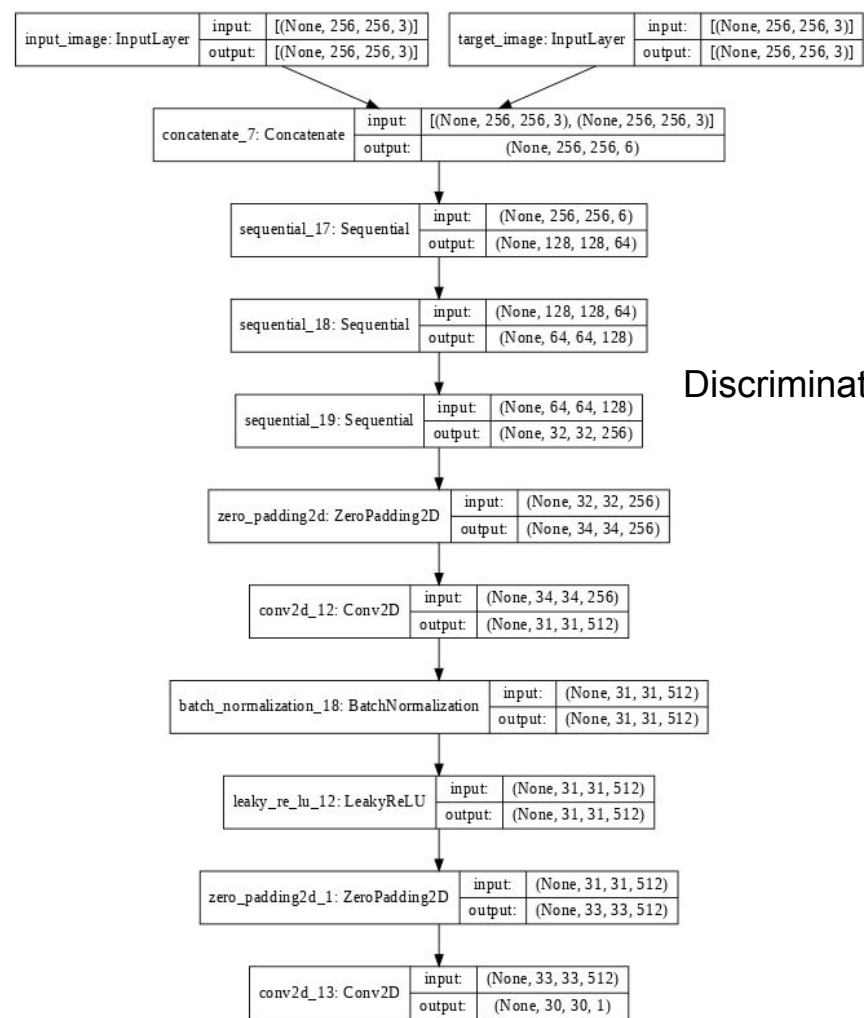 input_image: InputLayer input: [(None, 256, 256, 3)]
output: [(None, 256, 256, 3)]
target_image: InputLayer input: [(None, 256, 256, 3)]
output: [(None, 256, 256, 3)]
concatenate_7: Concatenate input: [(None, 256, 256, 3), (None, 256, 256, 3)]
output: (None, 256, 256, 6)
sequential_17: Sequential input: (None, 256, 256, 6)
output: (None, 128, 128, 64)
sequential_18: Sequential input: (None, 128, 128, 64)
output: (None, 64, 64, 128)
Discriminat
sequential_19: Sequential input: (None, 64, 64, 128)
output: (None, 32, 32, 256)
zero_padding2d: ZeroPadding2D input: (None, 32, 32, 256)
output: (None, 34, 34, 256)
conv2d_12: Conv2D input: (None, 34, 34, 256)
output: (None, 31, 31, 512)
batch_normalization_18: BatchNormalization input: (None, 31, 31, 512)
output: (None, 31, 31, 512)
leaky_re_lu_12: LeakyReLU input: (None, 31, 31, 512)
output: (None, 31, 31, 512)
zero_padding2d_1: ZeroPadding2D input: (None, 31, 31, 512)
output: (None, 33, 33, 512)
conv2d_13: Conv2D input: (None, 33, 33, 512)
output: (None, 30, 30, 1)